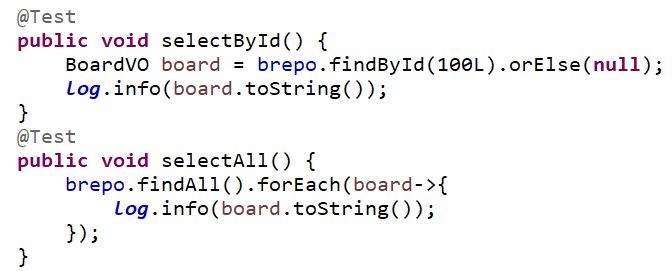 @Test
public void selectById() {
    BoardVO board = brepo.findById(100L).orElse(null);
    log.info(board.toString());
}
@Test
public void selectAll() {
    brepo.findAll().forEach(board->{
        log.info(board.toString());
    });
}